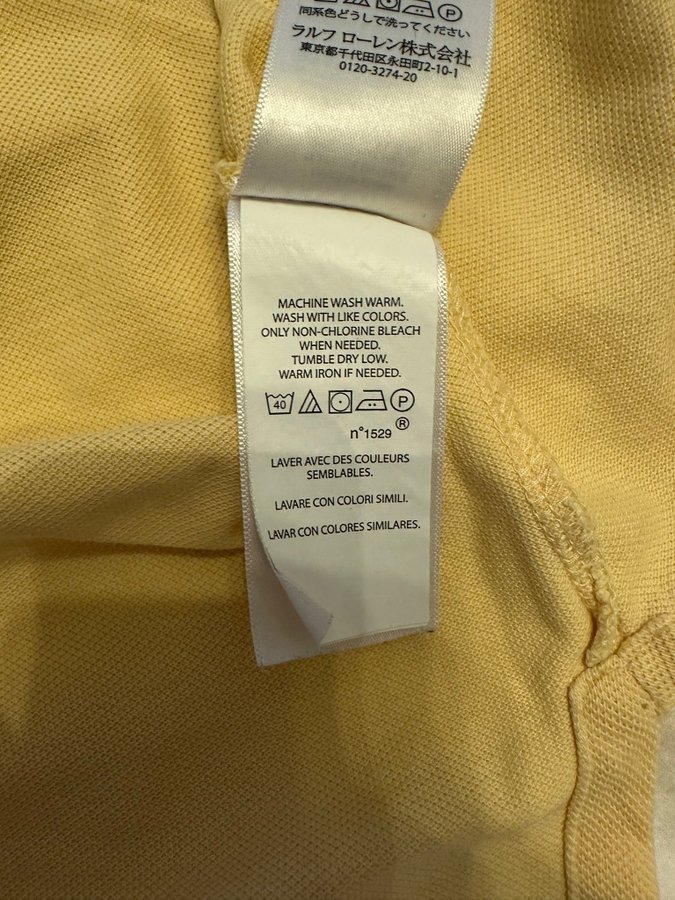 同系色どうしで洗ってください
ラルフ ローレン株式会社
東京都千代田区永田町2-10-1
0120-3274-20
MACHINE WASH WARM.
WASH WITH LIKE COLORS.
ONLY NON-CHLORINE BLEACH
WHEN NEEDED.
TUMBLE DRY LOW.
WARM IRON IF NEEDED.
40 P
n°1529 ®
LAVER AVEC DES COULEURS
SEMBLABLES.
LAVARE CON COLORI SIMILI.
LAVAR CON COLORES SIMILARES.